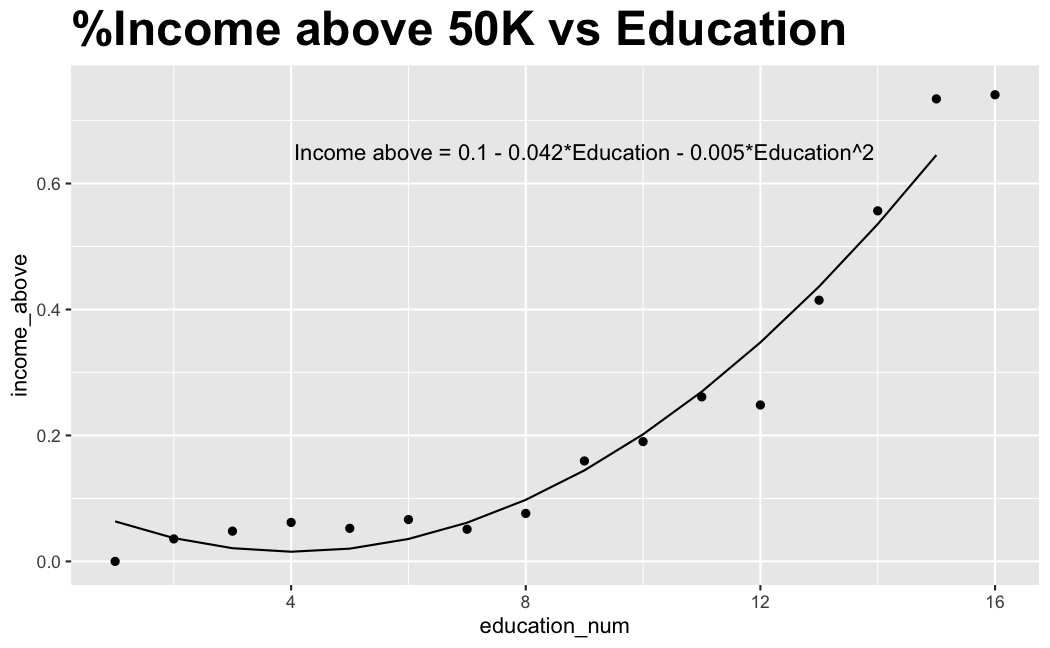 %Income above 50K vs Education
Income above = 0.1 - 0.042*Education - 0.005*Education^2
income_above
0.6
0.4
0.2
0.0
4 8 12 16
education_num